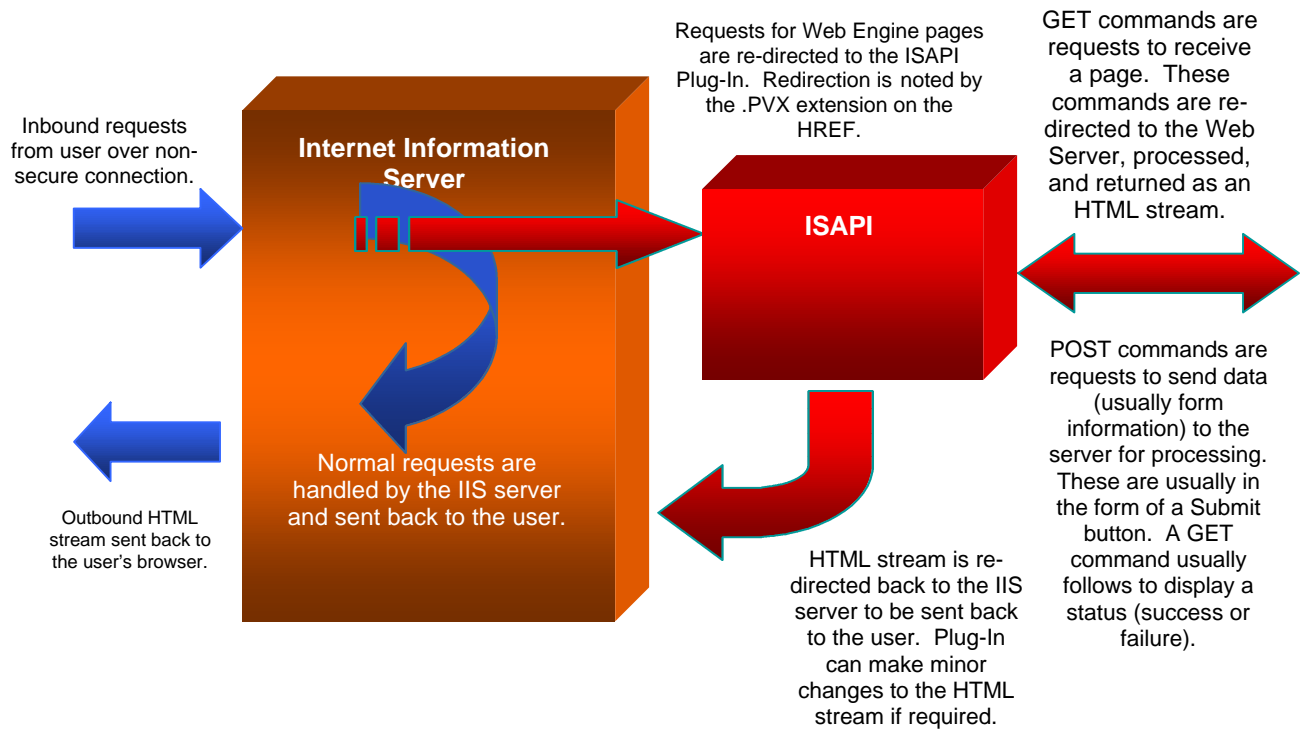 Inbound requests
from user over non-
secure connection.
Internet Information
Server
Requests for Web Engine pages
are re-directed to the ISAPI
Plug-In. Redirection is noted by
the .PVX extension on the
HREF.
ISAPI
GET commands are
requests to receive
a page. These
commands are re-
directed to the Web
Server, processed,
and returned as an
HTML stream.
Normal requests are
handled by the IIS server
and sent back to the user.
Outbound HTML
stream sent back to
the user's browser.
HTML stream is re-
directed back to the IIS
server to be sent back
to the user. Plug-In
can make minor
changes to the HTML
stream if required.
POST commands are
requests to send data
(usually form
information) to the
server for processing.
These are usually in
the form of a Submit
button. A GET
command usually
follows to display a
status (success or
failure).